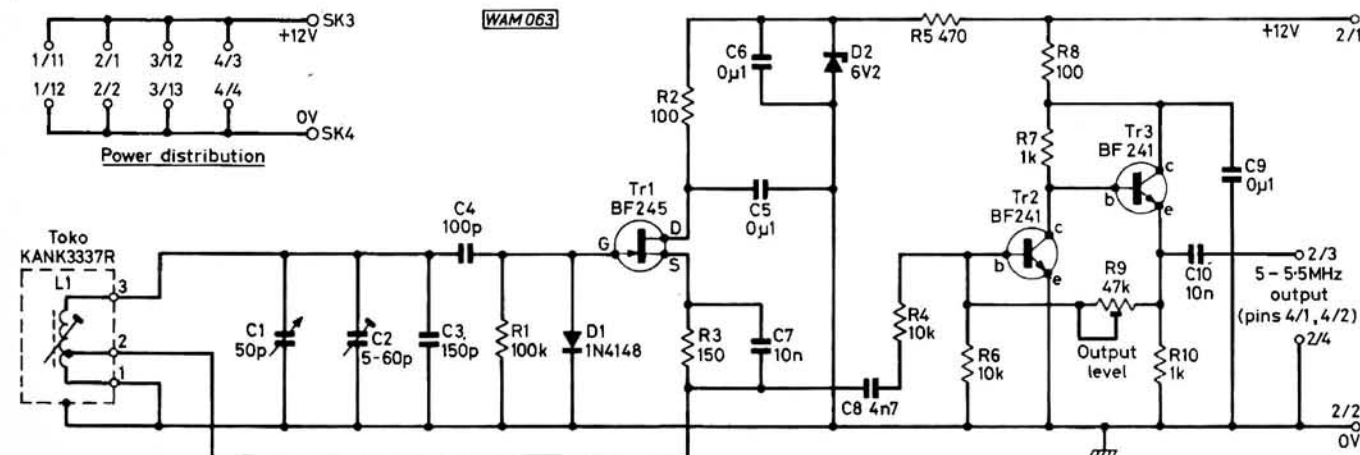 WAM 063
SK3
+12V
1/11 2/1 3/12 4/3
1/12 2/2 3/13 4/4
0V
SK4
Power distribution
Toko
KANK3337R
L1
3
2
1
C1
50p
C2
5-60p
C3
150p
C4
100p
R1
100k
D1
1N4148
Tr1
BF245
G
D
S
R2
100
C5
0µ1
C6
0µ1
D2
6V2
R5 470
R3
150
C7
10n
C8 4n7
R4
10k
R6
10k
R8
100
R7
1k
Tr2
BF241
b
c
e
Tr3
BF 241
b
c
e
C9
0µ1
R9
47k
Output
level
R10
1k
C10
10n
+12V
2/1
2/3
5-5·5MHz
output
(pins 4/1, 4/2)
2/4
2/2
0V